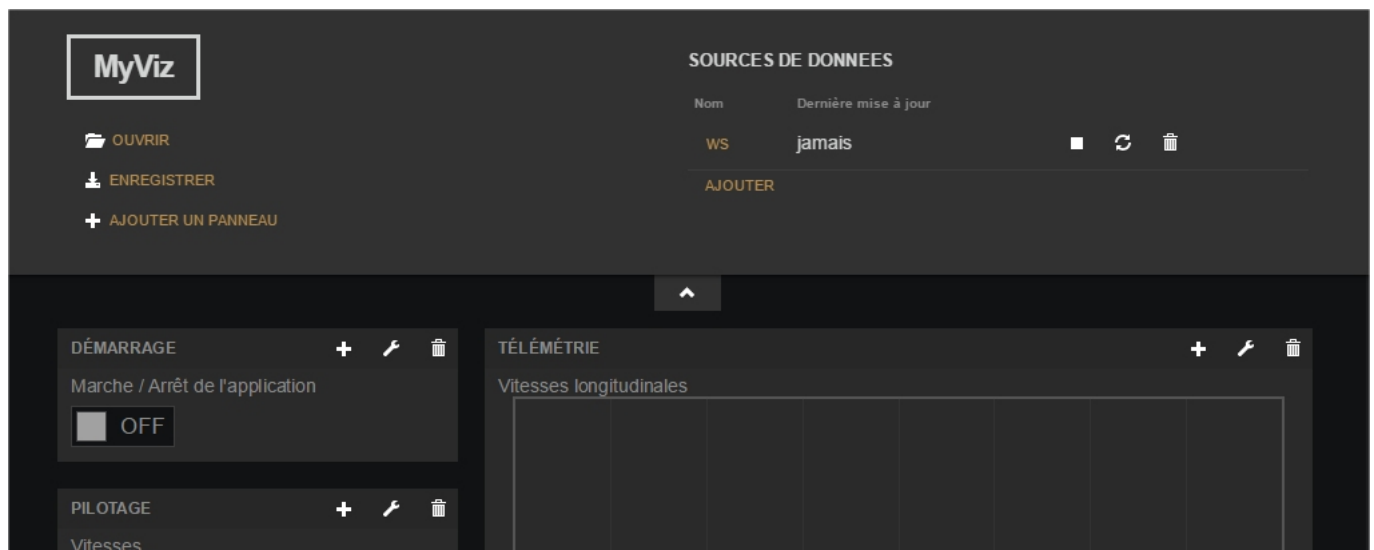 MyViz
OUVRIR
ENREGISTRER
AJOUTER UN PANNEAU
SOURCES DE DONNEES
Nom Dernière mise à jour
WS jamais
AJOUTER
DÉMARRAGE
Marche / Arrêt de l'application
OFF
PILOTAGE
Vitesses
TÉLÉMÉTRIE
Vitesses longitudinales